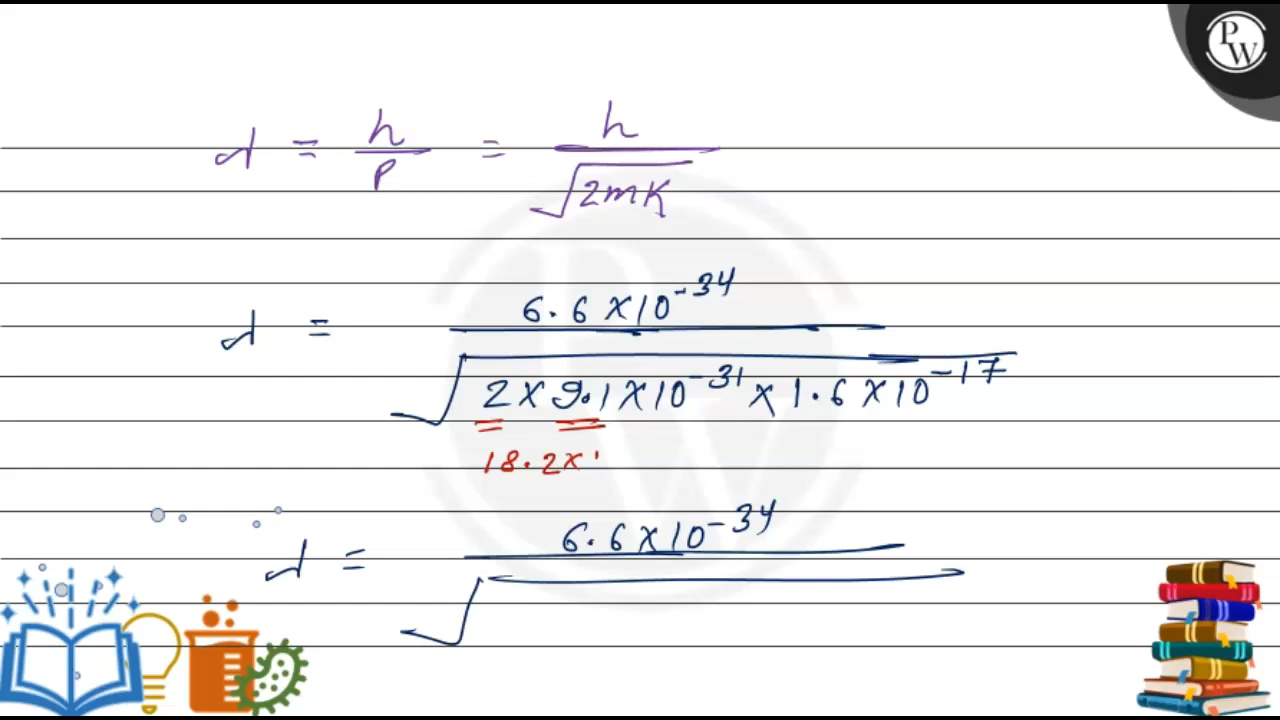 PW
λ = h/p = h/√2mK
λ = 6.6 × 10⁻³⁴/√2 × 9.1 × 10⁻³¹ × 1.6 × 10⁻¹⁷
18.2 ×
λ = 6.6 × 10⁻³⁴/√